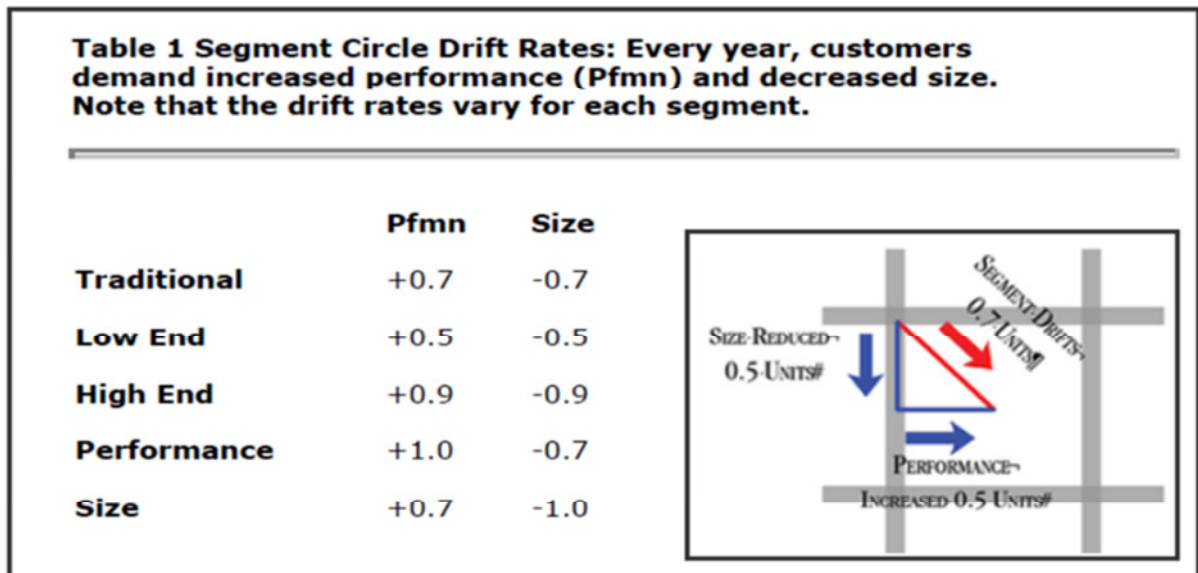 Table 1 Segment Circle Drift Rates: Every year, customers
demand increased performance (Pfmn) and decreased size.
Note that the drift rates vary for each segment.
Pfmn Size
Traditional +0.7 -0.7
Low End +0.5 -0.5
High End +0.9 -0.9
Performance +1.0 -0.7
Size +0.7 -1.0
SIZE·REDUCED¬
0.5·UNITS#
SEGMENT·DRIFTS¬
0.7·UNITS¶
PERFORMANCE¬
INCREASED·0.5·UNITS#